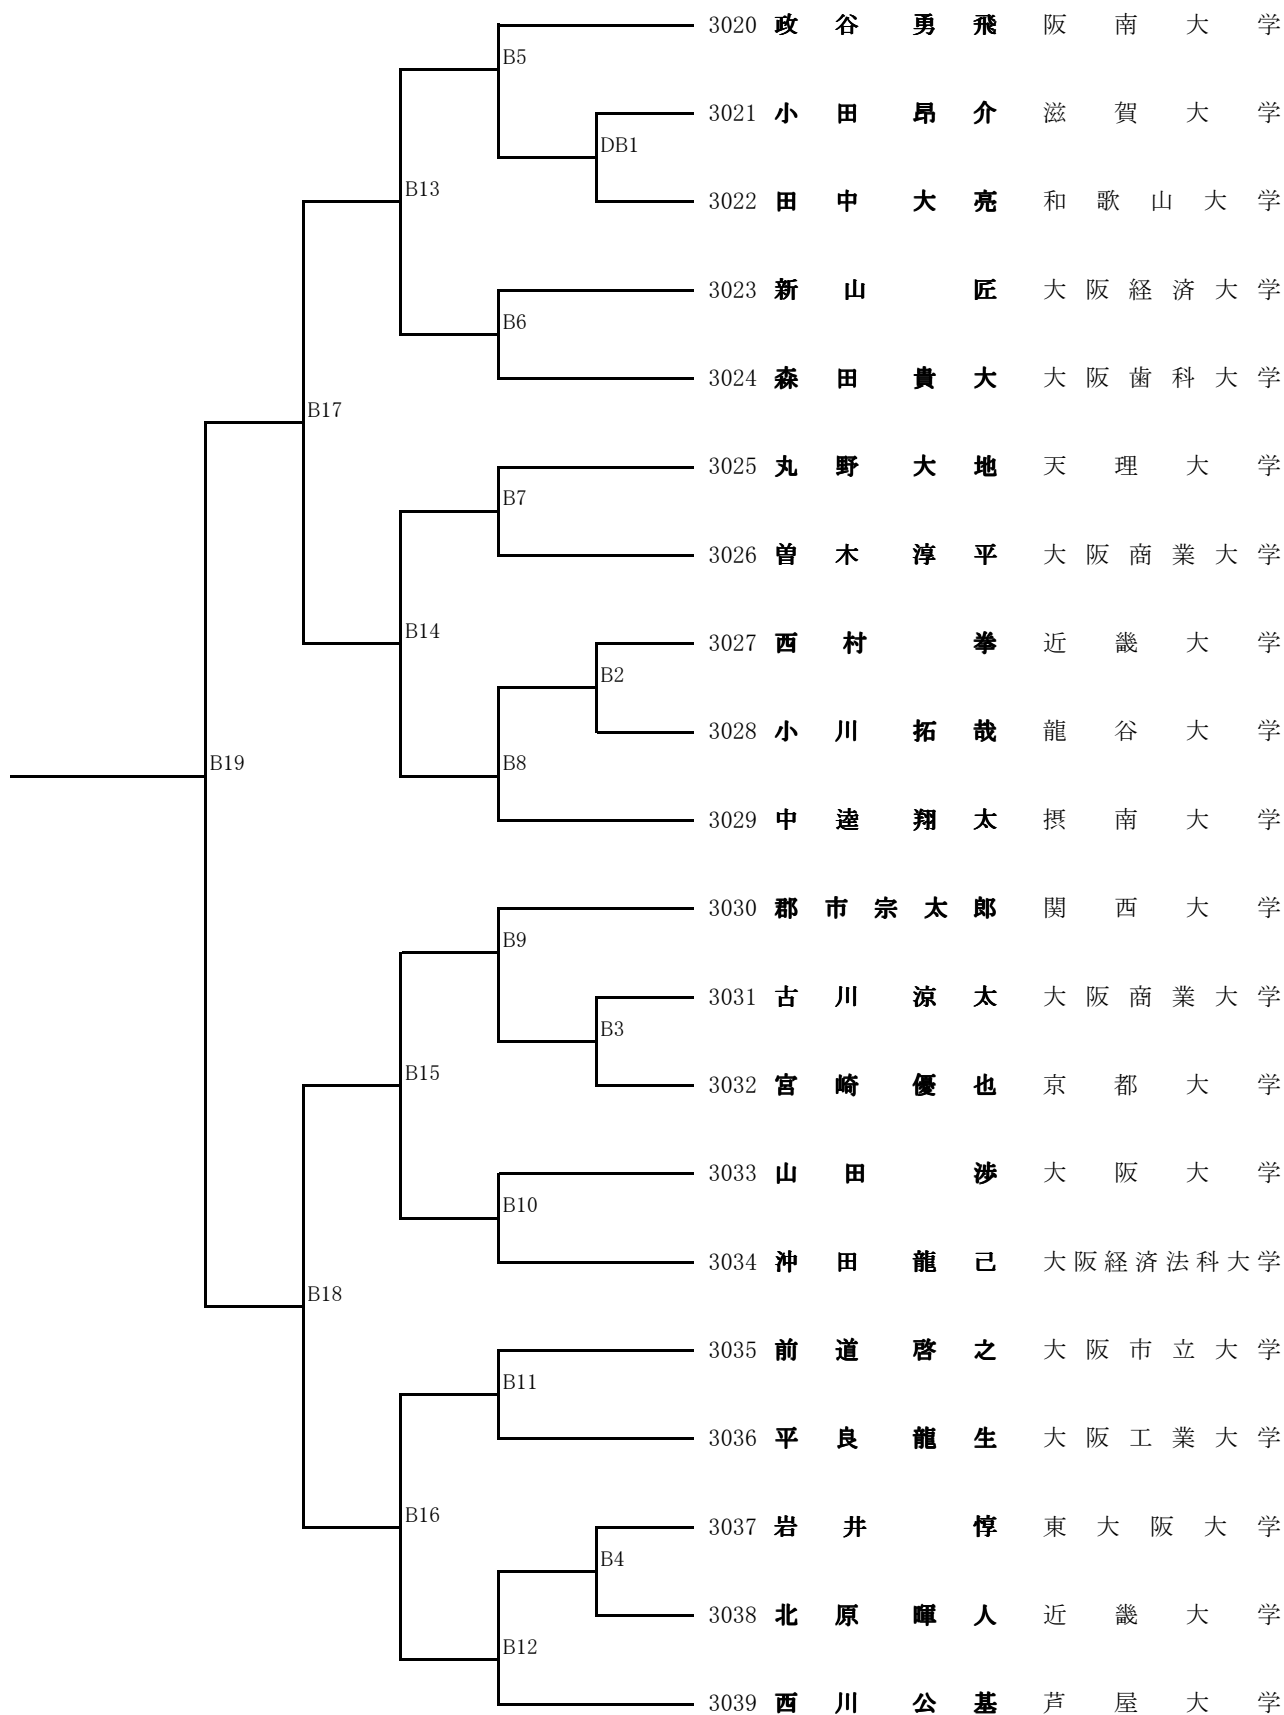 3020 政谷 勇飛 阪南大学
B5
3021 小田 昂介 滋賀大学
DB1
B13
3022 田中 大亮 和歌山大学
3023 新山 匠 大阪経済大学
B6
3024 森田 貴大 大阪歯科大学
B17
3025 丸野 大地 天理大学
B7
3026 曽木 淳平 大阪商業大学
B14
3027 西村 拳 近畿大学
B2
3028 小川 拓哉 龍谷大学
B19
B8
3029 中逵 翔太 摂南大学
3030 郡市宗太郎 関西大学
B9
3031 古川 涼太 大阪商業大学
B3
B15
3032 宮崎 優也 京都大学
3033 山田 渉 大阪大学
B10
3034 沖田 龍己 大阪経済法科大学
B18
3035 前道 啓之 大阪市立大学
B11
3036 平良 龍生 大阪工業大学
B16
3037 岩井 惇 東大阪大学
B4
3038 北原 暉人 近畿大学
B12
3039 西川 公基 芦屋大学